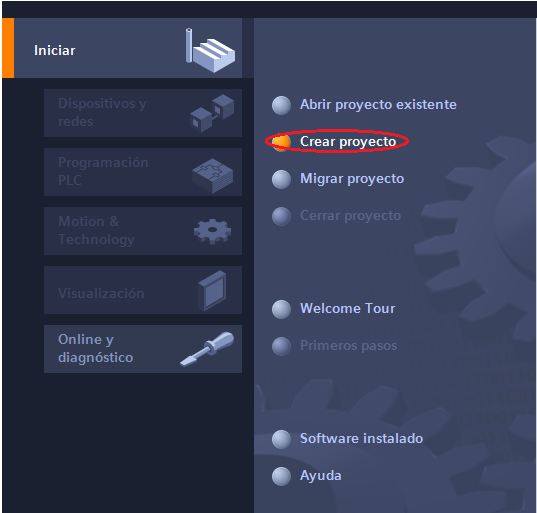 Iniciar
Dispositivos y
redes
Programación
PLC
Motion &
Technology
Visualización
Online y
diagnóstico
Abrir proyecto existente
Crear proyecto
Migrar proyecto
Cerrar proyecto
Welcome Tour
Primeros pasos
Software instalado
Ayuda